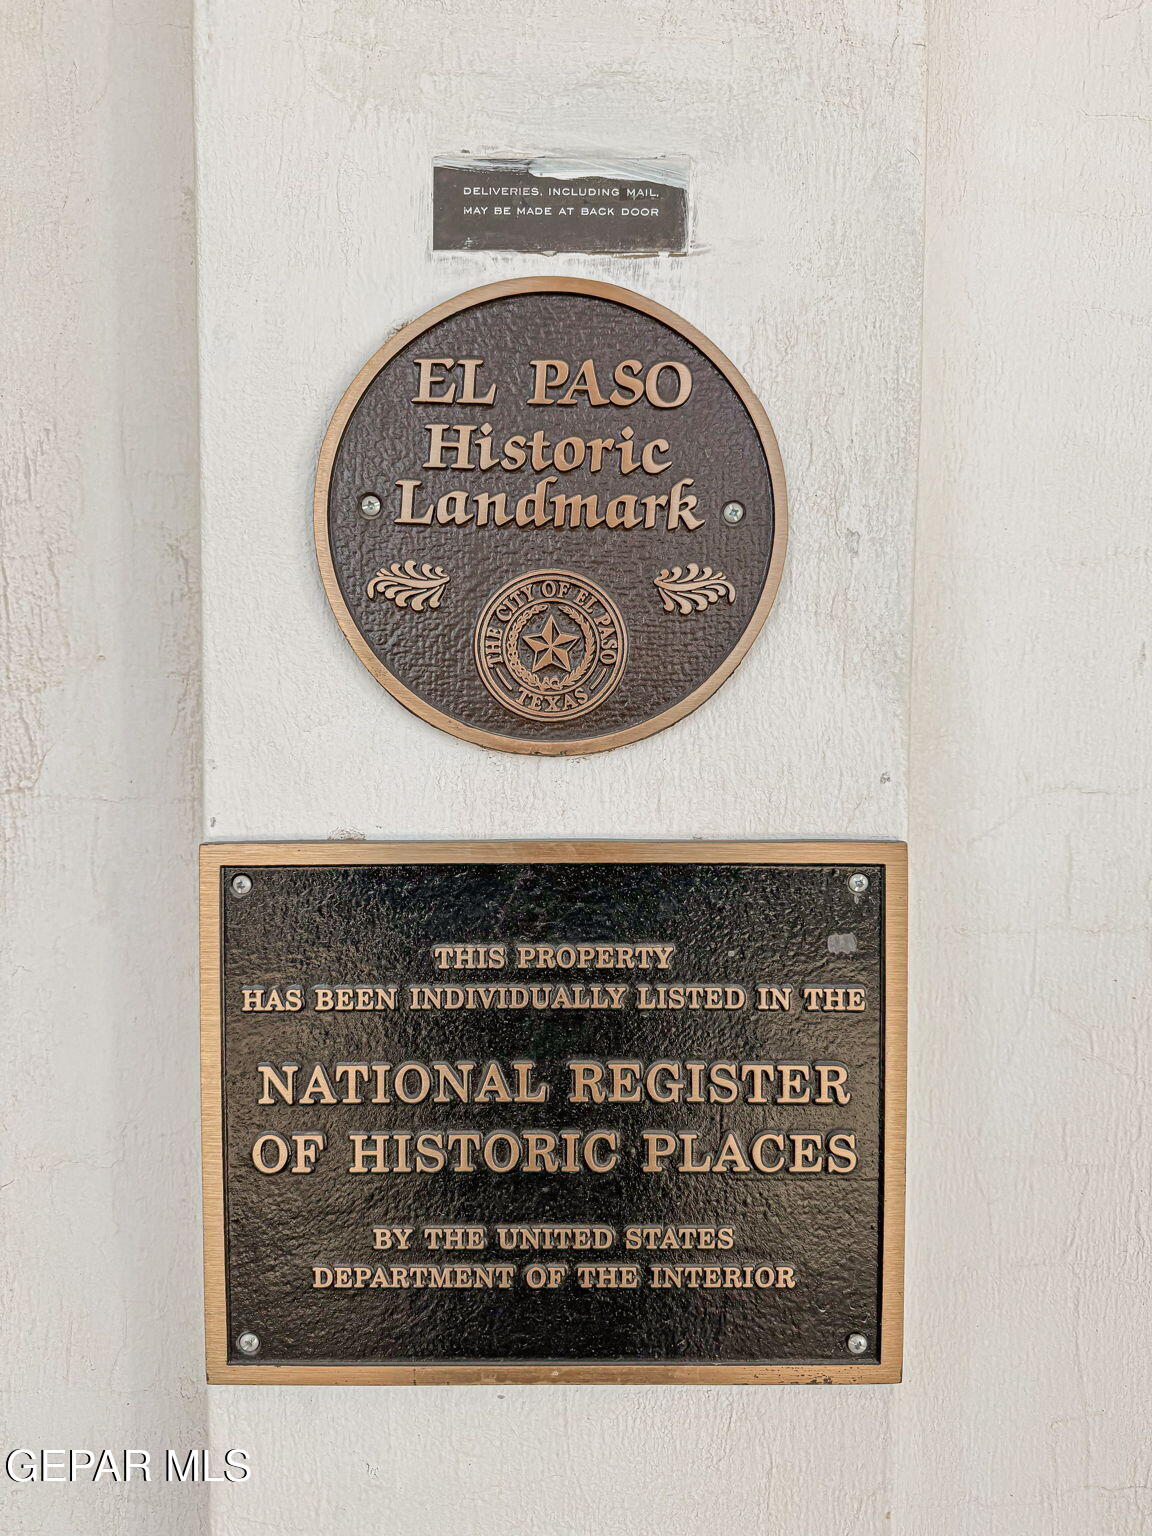 DELIVERIES, INCLUDING MAIL,
MAY BE MADE AT BACK DOOR
EL PASO
Historic
Landmark
THE CITY OF EL PASO
TEXAS
THIS PROPERTY
HAS BEEN INDIVIDUALLY LISTED IN THE
NATIONAL REGISTER
OF HISTORIC PLACES
BY THE UNITED STATES
DEPARTMENT OF THE INTERIOR
GEPAR MLS